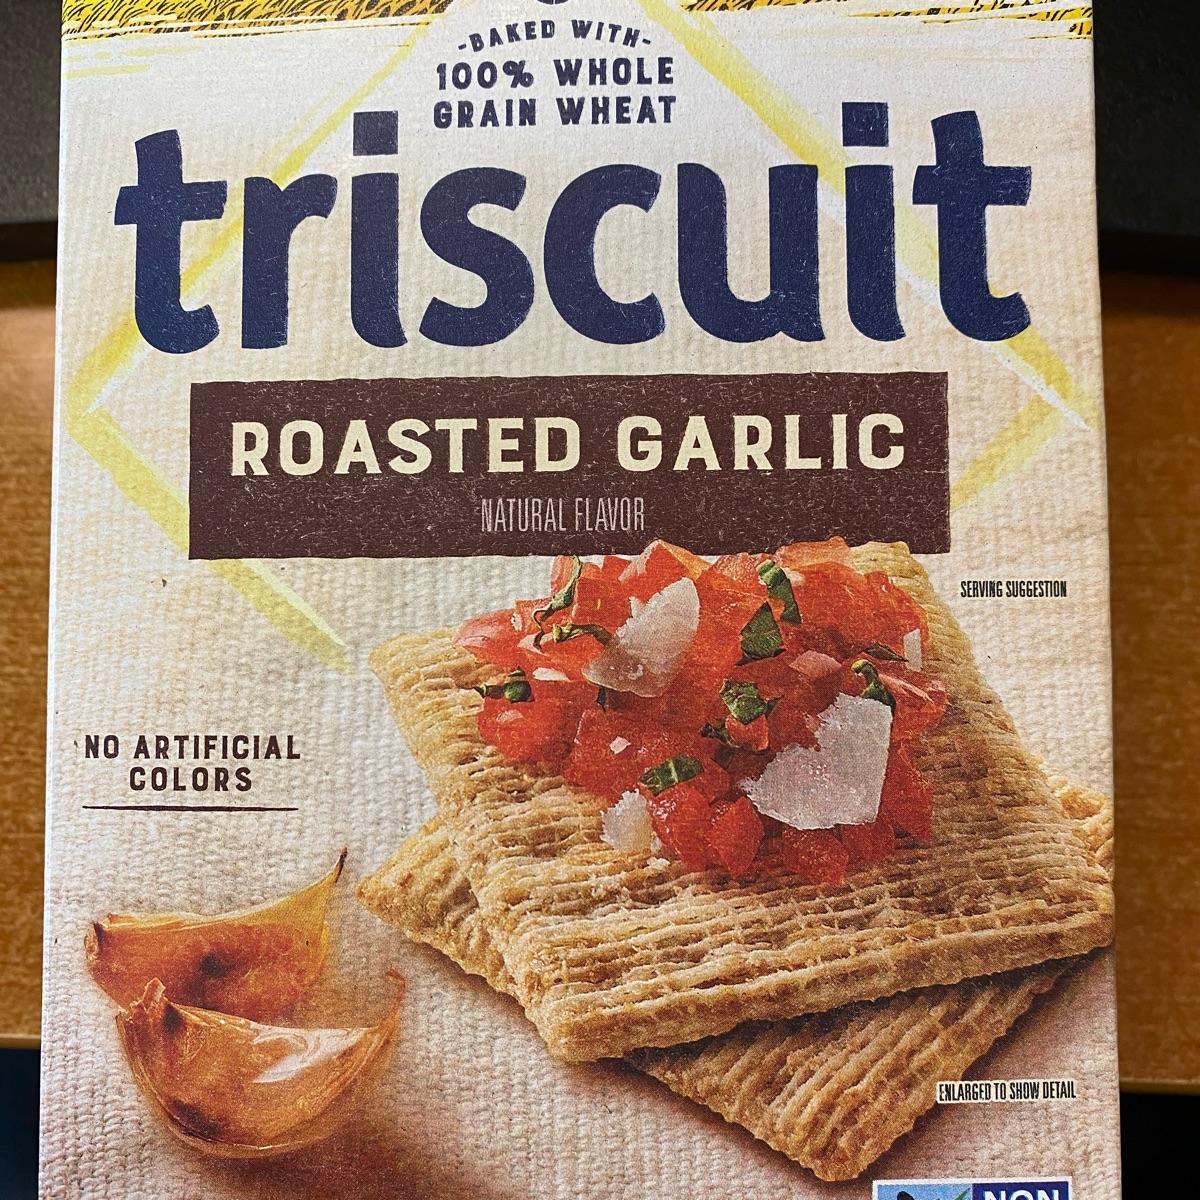 -BAKED WITH-
100% WHOLE
GRAIN WHEAT
triscuit
ROASTED GARLIC
NATURAL FLAVOR
SERVING SUGGESTION
NO ARTIFICIAL
COLORS
ENLARGED TO SHOW DETAIL
NON